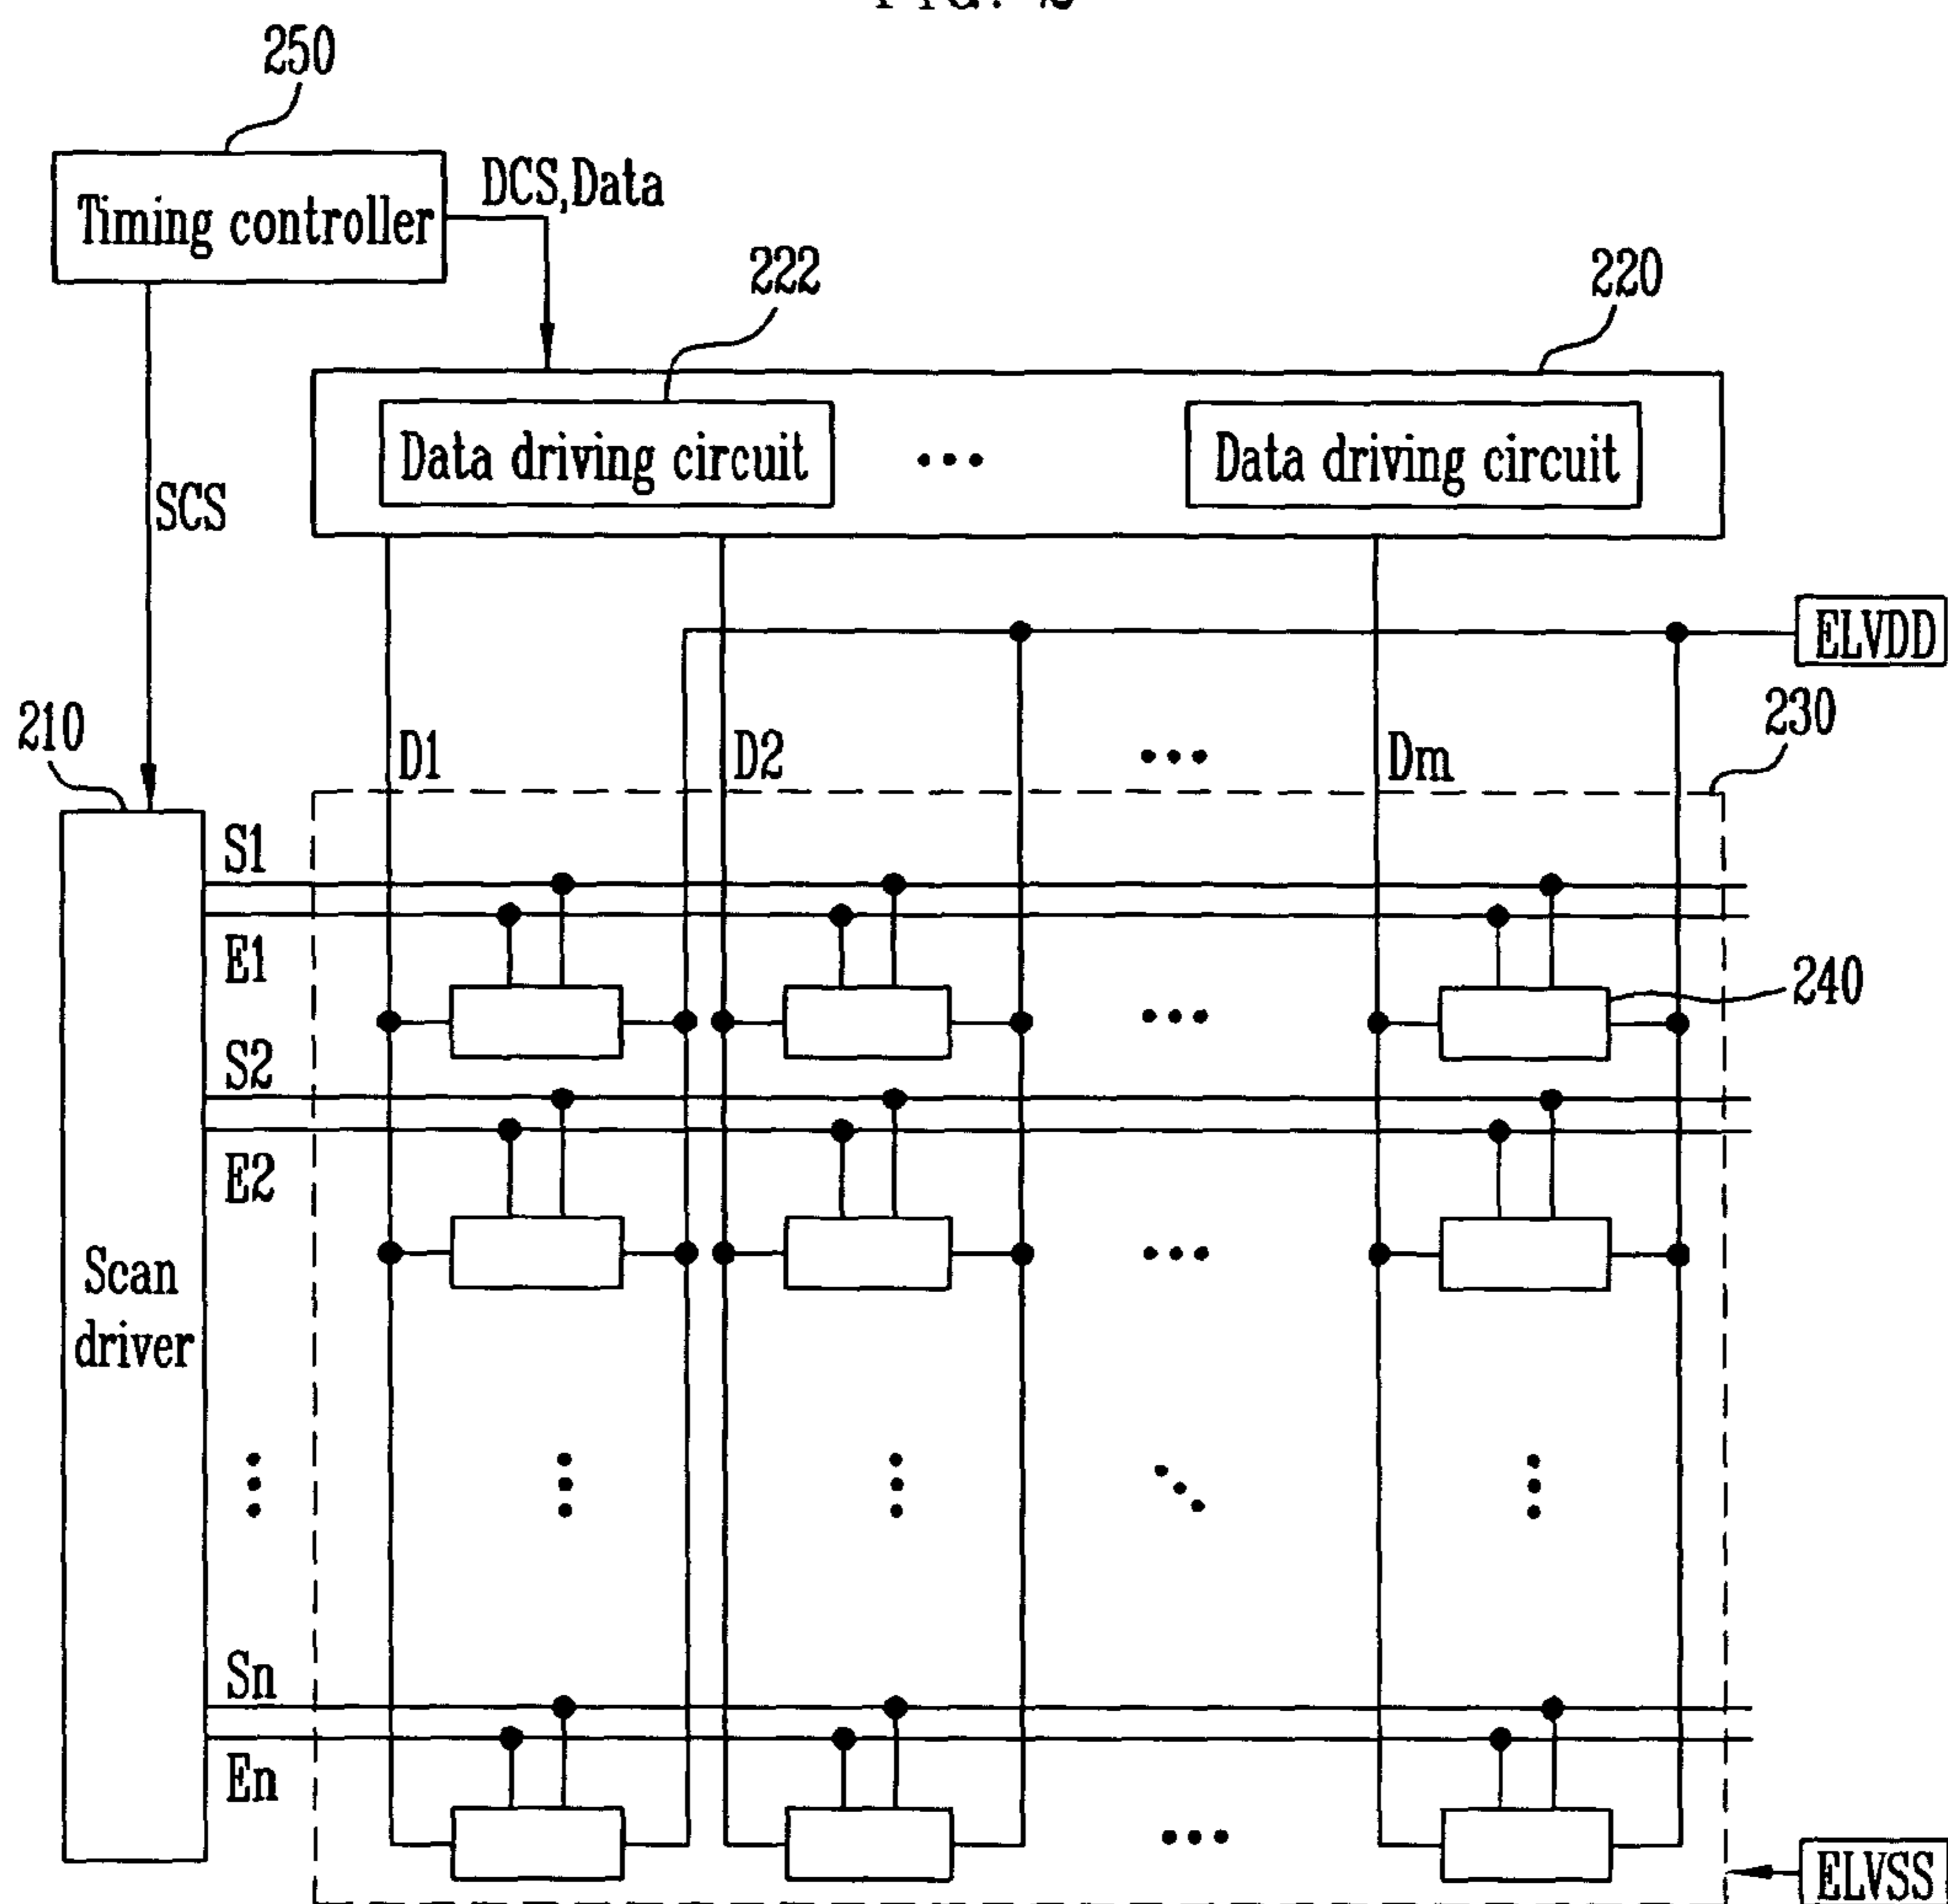 250
Timing controller
DCS,Data
222
220
Data driving circuit
Data driving circuit
SCS
ELVDD
230
210
D1
D2
Dm
S1
E1
240
S2
E2
Scan
driver
Sn
En
ELVSS